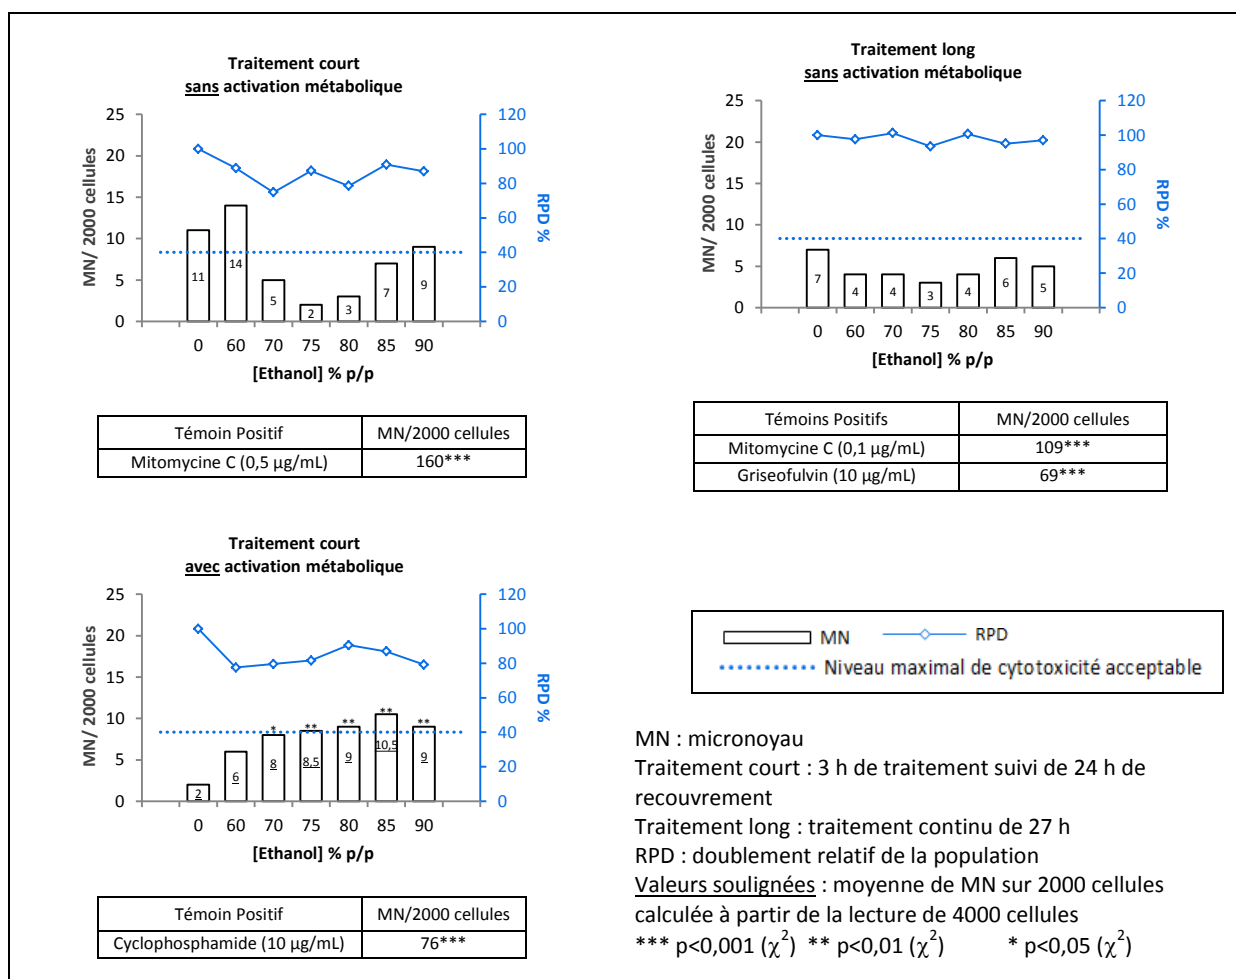 Traitement court
sans activation métabolique
25
20
15
10
5
0
MN/ 2000 cellules
11
14
5
2
3
7
9
120
100
80
60
40
20
0
RPD %
0 60 70 75 80 85 90
[Ethanol] % p/p
Témoin Positif MN/2000 cellules
Mitomycine C (0,5 µg/mL) 160***
Traitement long
sans activation métabolique
25
20
15
10
5
0
MN/ 2000 cellules
7
4
4
3
4
6
5
120
100
80
60
40
20
0
RPD %
0 60 70 75 80 85 90
[Ethanol] % p/p
Témoins Positifs MN/2000 cellules
Mitomycine C (0,1 µg/mL) 109***
Griseofulvin (10 µg/mL) 69***
Traitement court
avec activation métabolique
25
20
15
10
5
0
MN/ 2000 cellules
* ** ** ** **
2
6
8
8,5
9
10,5
9
120
100
80
60
40
20
0
RPD %
0 60 70 75 80 85 90
[Ethanol] % p/p
Témoin Positif MN/2000 cellules
Cyclophosphamide (10 µg/mL) 76***
MN RPD
Niveau maximal de cytotoxicité acceptable
MN : micronoyau
Traitement court : 3 h de traitement suivi de 24 h de
recouvrement
Traitement long : traitement continu de 27 h
RPD : doublement relatif de la population
Valeurs soulignées : moyenne de MN sur 2000 cellules
calculée à partir de la lecture de 4000 cellules
*** p<0,001 (χ²) ** p<0,01 (χ²) * p<0,05 (χ²)